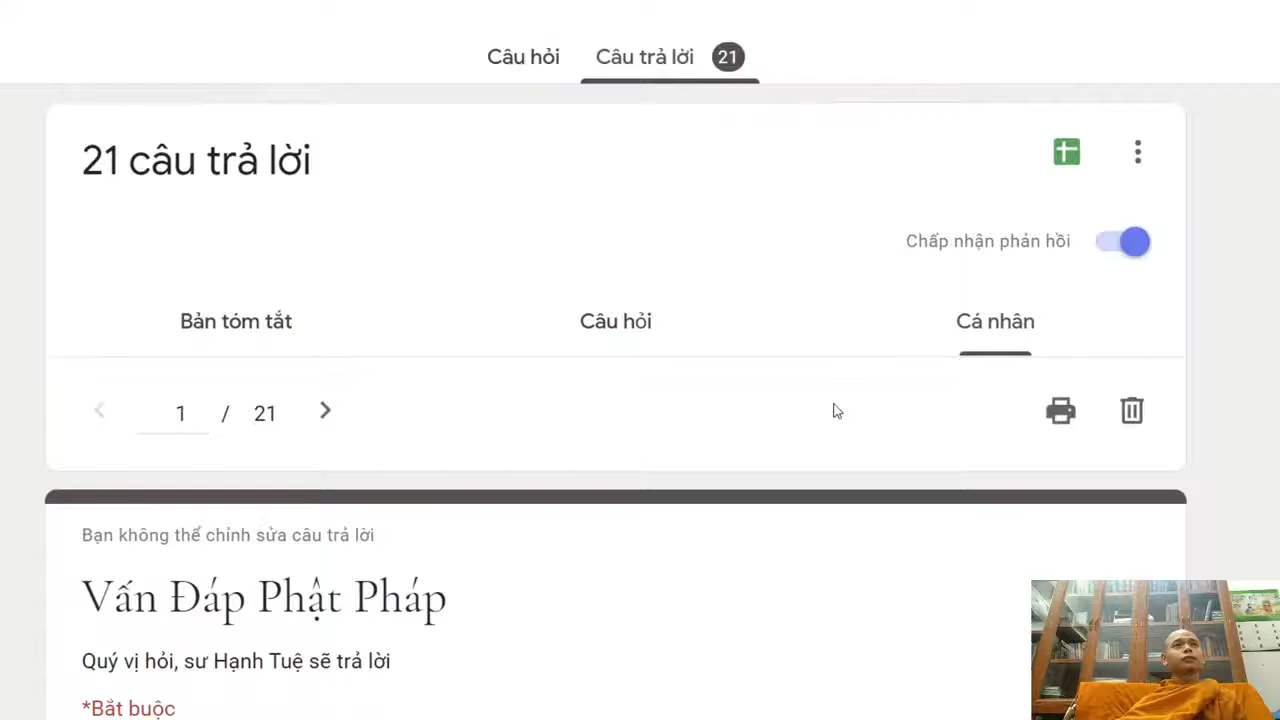 Câu hỏi
Câu trả lời
21
21 câu trả lời
Chấp nhận phản hồi
Bản tóm tắt
Câu hỏi
Cá nhân
1 / 21
Bạn không thể chỉnh sửa câu trả lời
Vấn Đáp Phật Pháp
Quý vị hỏi, sư Hạnh Tuệ sẽ trả lời
*Bắt buộc